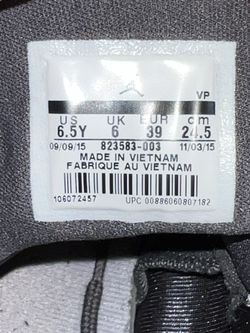 VP
US UK EUR cm
6.5Y 6 39 24.5
09/09/15 823583-003 11/03/15
MADE IN VIETNAM
FABRIQUE AU VIETNAM
106072457 UPC 00886060807182